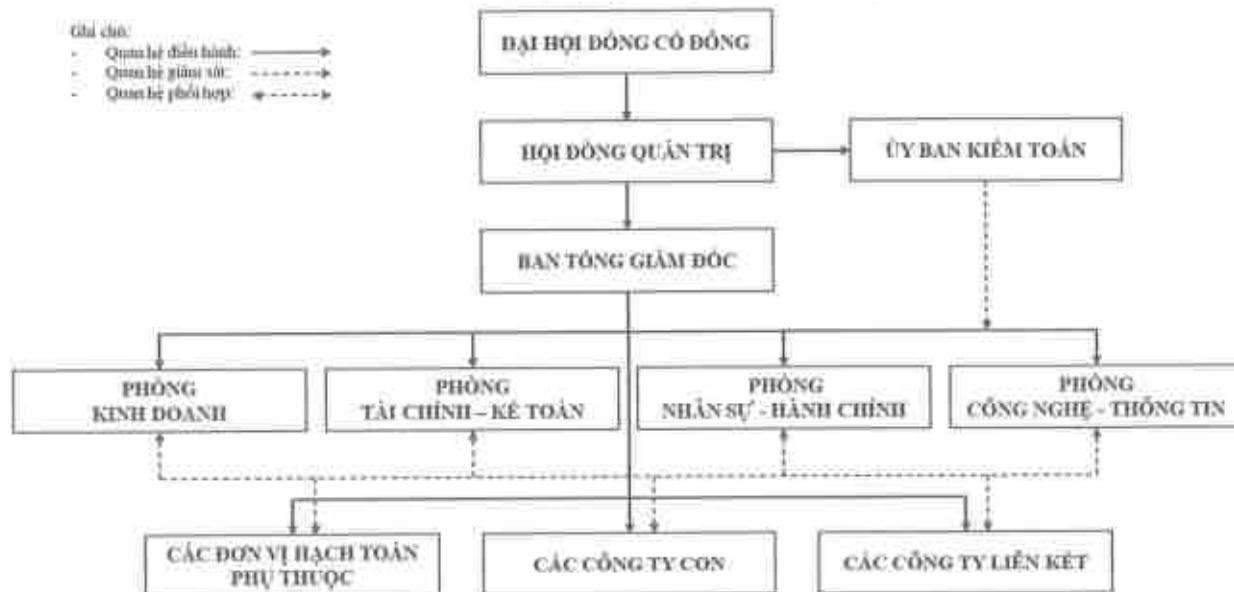 Ghi chú:
- Quan hệ điều hành:
- Quan hệ giám sát:
- Quan hệ phối hợp:
ĐẠI HỘI ĐỒNG CỔ ĐÔNG
HỘI ĐỒNG QUẢN TRỊ
ỦY BAN KIỂM TOÁN
BAN TỔNG GIÁM ĐỐC
PHÒNG
KINH DOANH
PHÒNG
TÀI CHÍNH – KẾ TOÁN
PHÒNG
NHÂN SỰ - HÀNH CHÍNH
PHÒNG
CÔNG NGHỆ - THÔNG TIN
CÁC ĐƠN VỊ HẠCH TOÁN
PHỤ THUỘC
CÁC CÔNG TY CON
CÁC CÔNG TY LIÊN KẾT